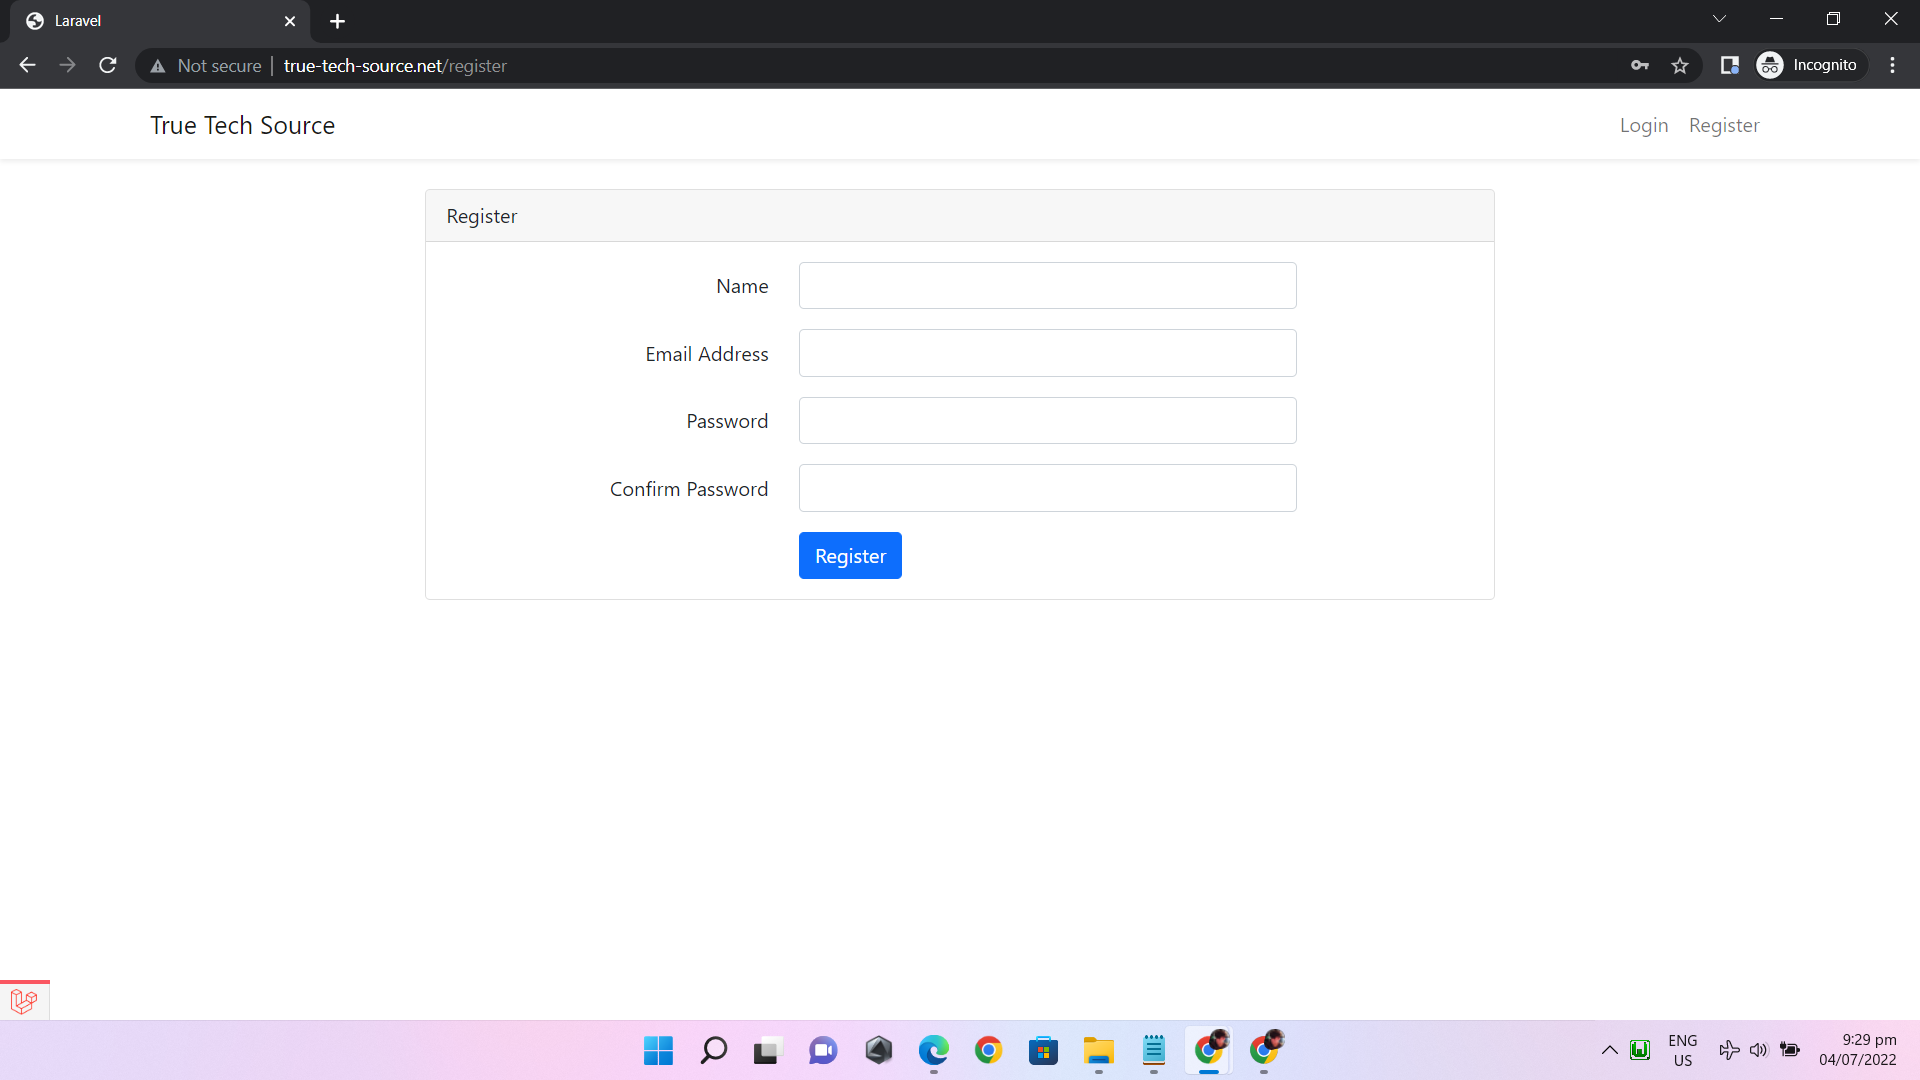 Laravel
Not secure
true-tech-source.net/register
Incognito
True Tech Source
Login
Register
Register
Name
Email Address
Password
Confirm Password
Register
ENG
US
9:29 pm
04/07/2022